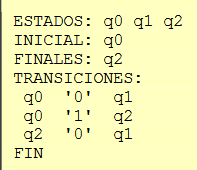 ESTADOS: q0 q1 q2
INICIAL: q0
FINALES: q2
TRANSICIONES:
q0 '0' q1
q0 '1' q2
q2 '0' q1
FIN